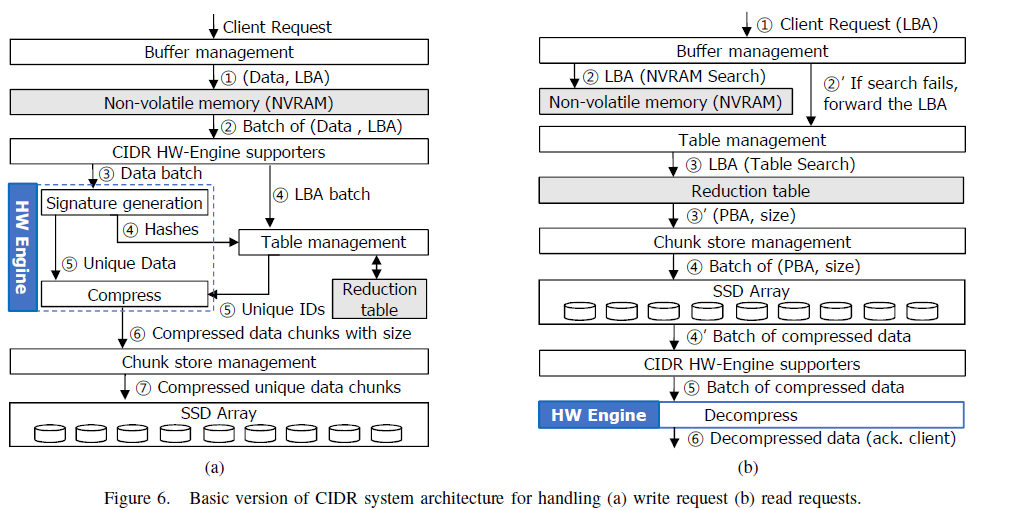 Client Request
Buffer management
① (Data, LBA)
Non-volatile memory (NVRAM)
② Batch of (Data , LBA)
CIDR HW-Engine supporters
③ Data batch
④ LBA batch
HW Engine
Signature generation
④ Hashes
Table management
⑤ Unique Data
Compress
⑤ Unique IDs
Reduction
table
⑥ Compressed data chunks with size
Chunk store management
⑦ Compressed unique data chunks
SSD Array
(a)
① Client Request (LBA)
Buffer management
② LBA (NVRAM Search)
②’ If search fails,
forward the LBA
Non-volatile memory (NVRAM)
Table management
③ LBA (Table Search)
Reduction table
③’ (PBA, size)
Chunk store management
④ Batch of (PBA, size)
SSD Array
④’ Batch of compressed data
CIDR HW-Engine supporters
⑤ Batch of compressed data
HW Engine
Decompress
⑥ Decompressed data (ack. client)
(b)
Figure 6. Basic version of CIDR system architecture for handling (a) write request (b) read requests.